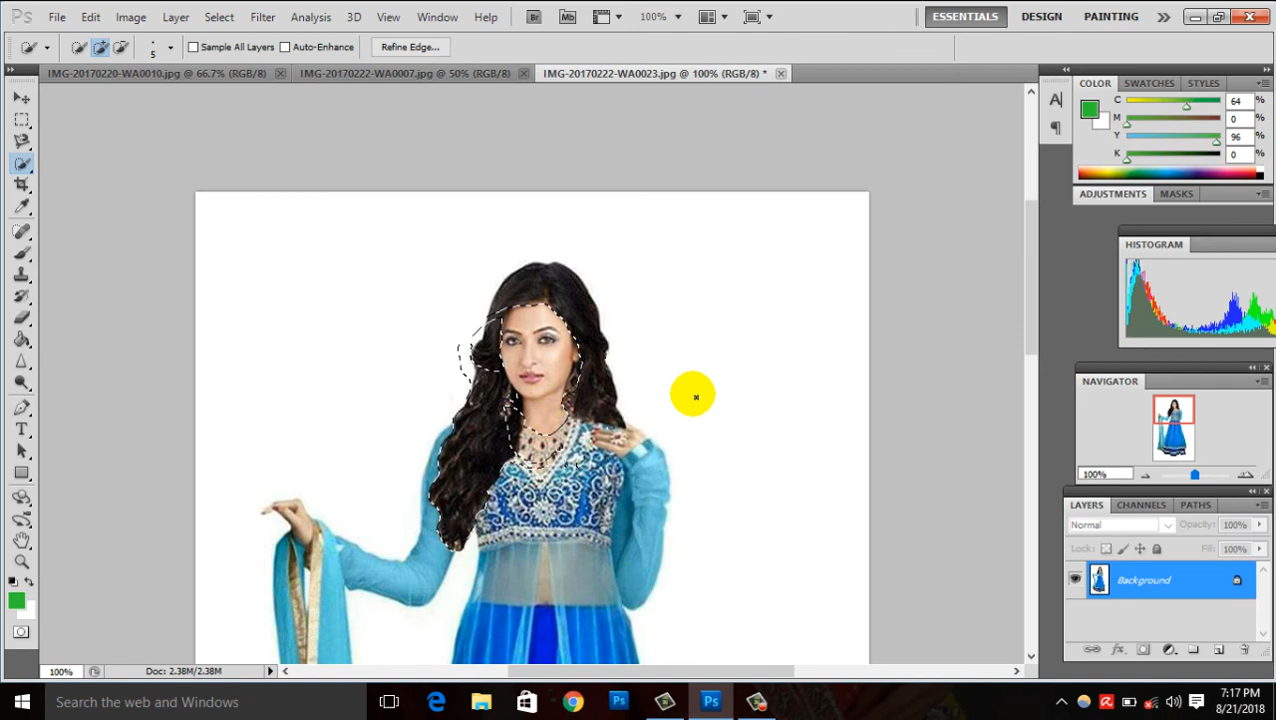 Ps File Edit Image Layer Select Filter Analysis 3D View Window Help Br Mb 100% ESSENTIALS DESIGN PAINTING
5 Sample All Layers Auto-Enhance Refine Edge...
IMG-20170220-WA0010.jpg @ 66.7% (RGB/8) IMG-20170222-WA0007.jpg @ 50% (RGB/8) IMG-20170222-WA0023.jpg @ 100% (RGB/8) *
COLOR SWATCHES STYLES
C 64 %
M 0 %
Y 96 %
K 0 %
ADJUSTMENTS MASKS
HISTOGRAM
NAVIGATOR
100%
LAYERS CHANNELS PATHS
Normal Opacity: 100%
Lock: Fill: 100%
Background
100% Doc: 2.38M/2.38M
Search the web and Windows
7:17 PM
8/21/2018